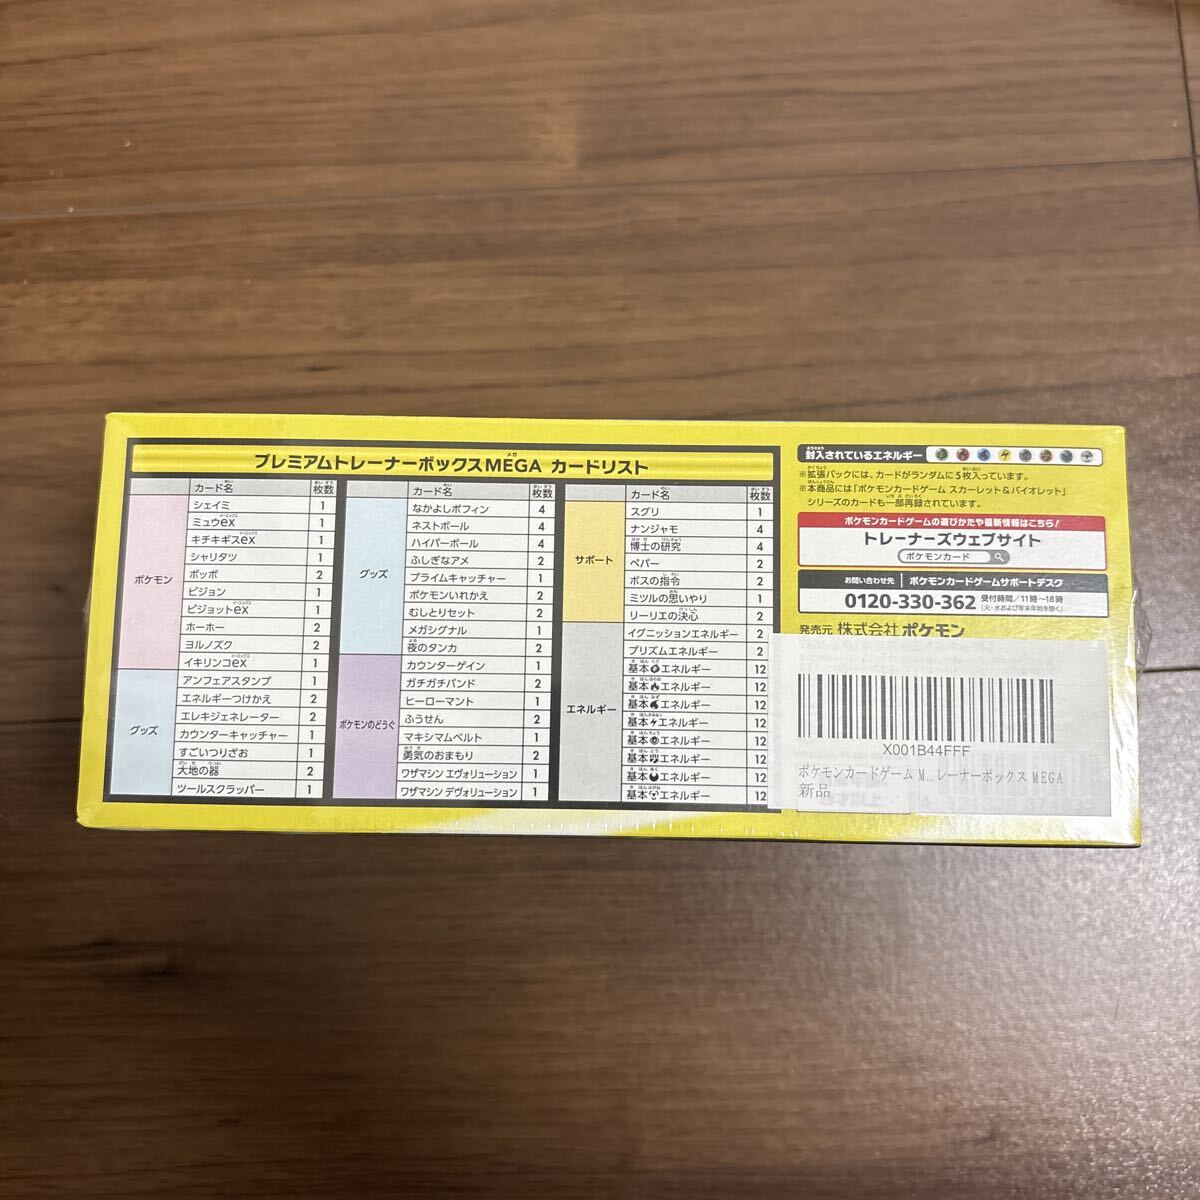 プレミアムトレーナーボックスMEGA カードリスト
カード名 枚数
ポケモン
シェイミ 1
ミュウex 1
キチキギスex 1
シャリタツ 1
ポッポ 2
ピジョン 1
ピジョットex 1
ホーホー 2
ヨルノズク 2
イキリンコex 1
グッズ
アンフェアスタンプ 1
エネルギーつけかえ 2
エレキジェネレーター 2
カウンターキャッチャー 1
すごいつりざお 1
大地の器 2
ツールスクラッパー 1
カード名 枚数
グッズ
なかよしポフィン 4
ネストボール 4
ハイパーボール 4
ふしぎなアメ 2
プライムキャッチャー 1
ポケモンいれかえ 2
むしとりセット 2
メガシグナル 1
夜のタンカ 2
ポケモンのどうぐ
カウンターゲイン 1
ガチガチバンド 2
ヒーローマント 1
ふうせん 2
マキシマムベルト 1
勇気のおまもり 2
ワザマシン エヴォリューション 1
ワザマシン デヴォリューション 1
カード名 枚数
サポート
スグリ 1
ナンジャモ 4
博士の研究 4
ペパー 2
ボスの指令 2
ミツルの思いやり 1
リーリエの決心 2
エネルギー
イグニッションエネルギー 2
プリズムエネルギー 2
基本エネルギー 12
基本エネルギー 12
基本エネルギー 12
基本エネルギー 12
基本エネルギー 12
基本エネルギー 12
基本エネルギー 12
基本エネルギー 12
封入されているエネルギー
※拡張パックには、カードがランダムに5枚入っています。
※本商品には「ポケモンカードゲーム スカーレット&バイオレット」
シリーズのカードも一部再録されています。
ポケモンカードゲームの遊びかたや最新情報はこちら!
トレーナーズウェブサイト
ポケモンカード
お問い合わせ先 ポケモンカードゲームサポートデスク
0120-330-362 受付時間/11時〜18時
(火・水および年末年始を除く)
発売元 株式会社ポケモン
X001B44FFF
ポケモンカードゲーム M...レーナーボックス MEGA
新品